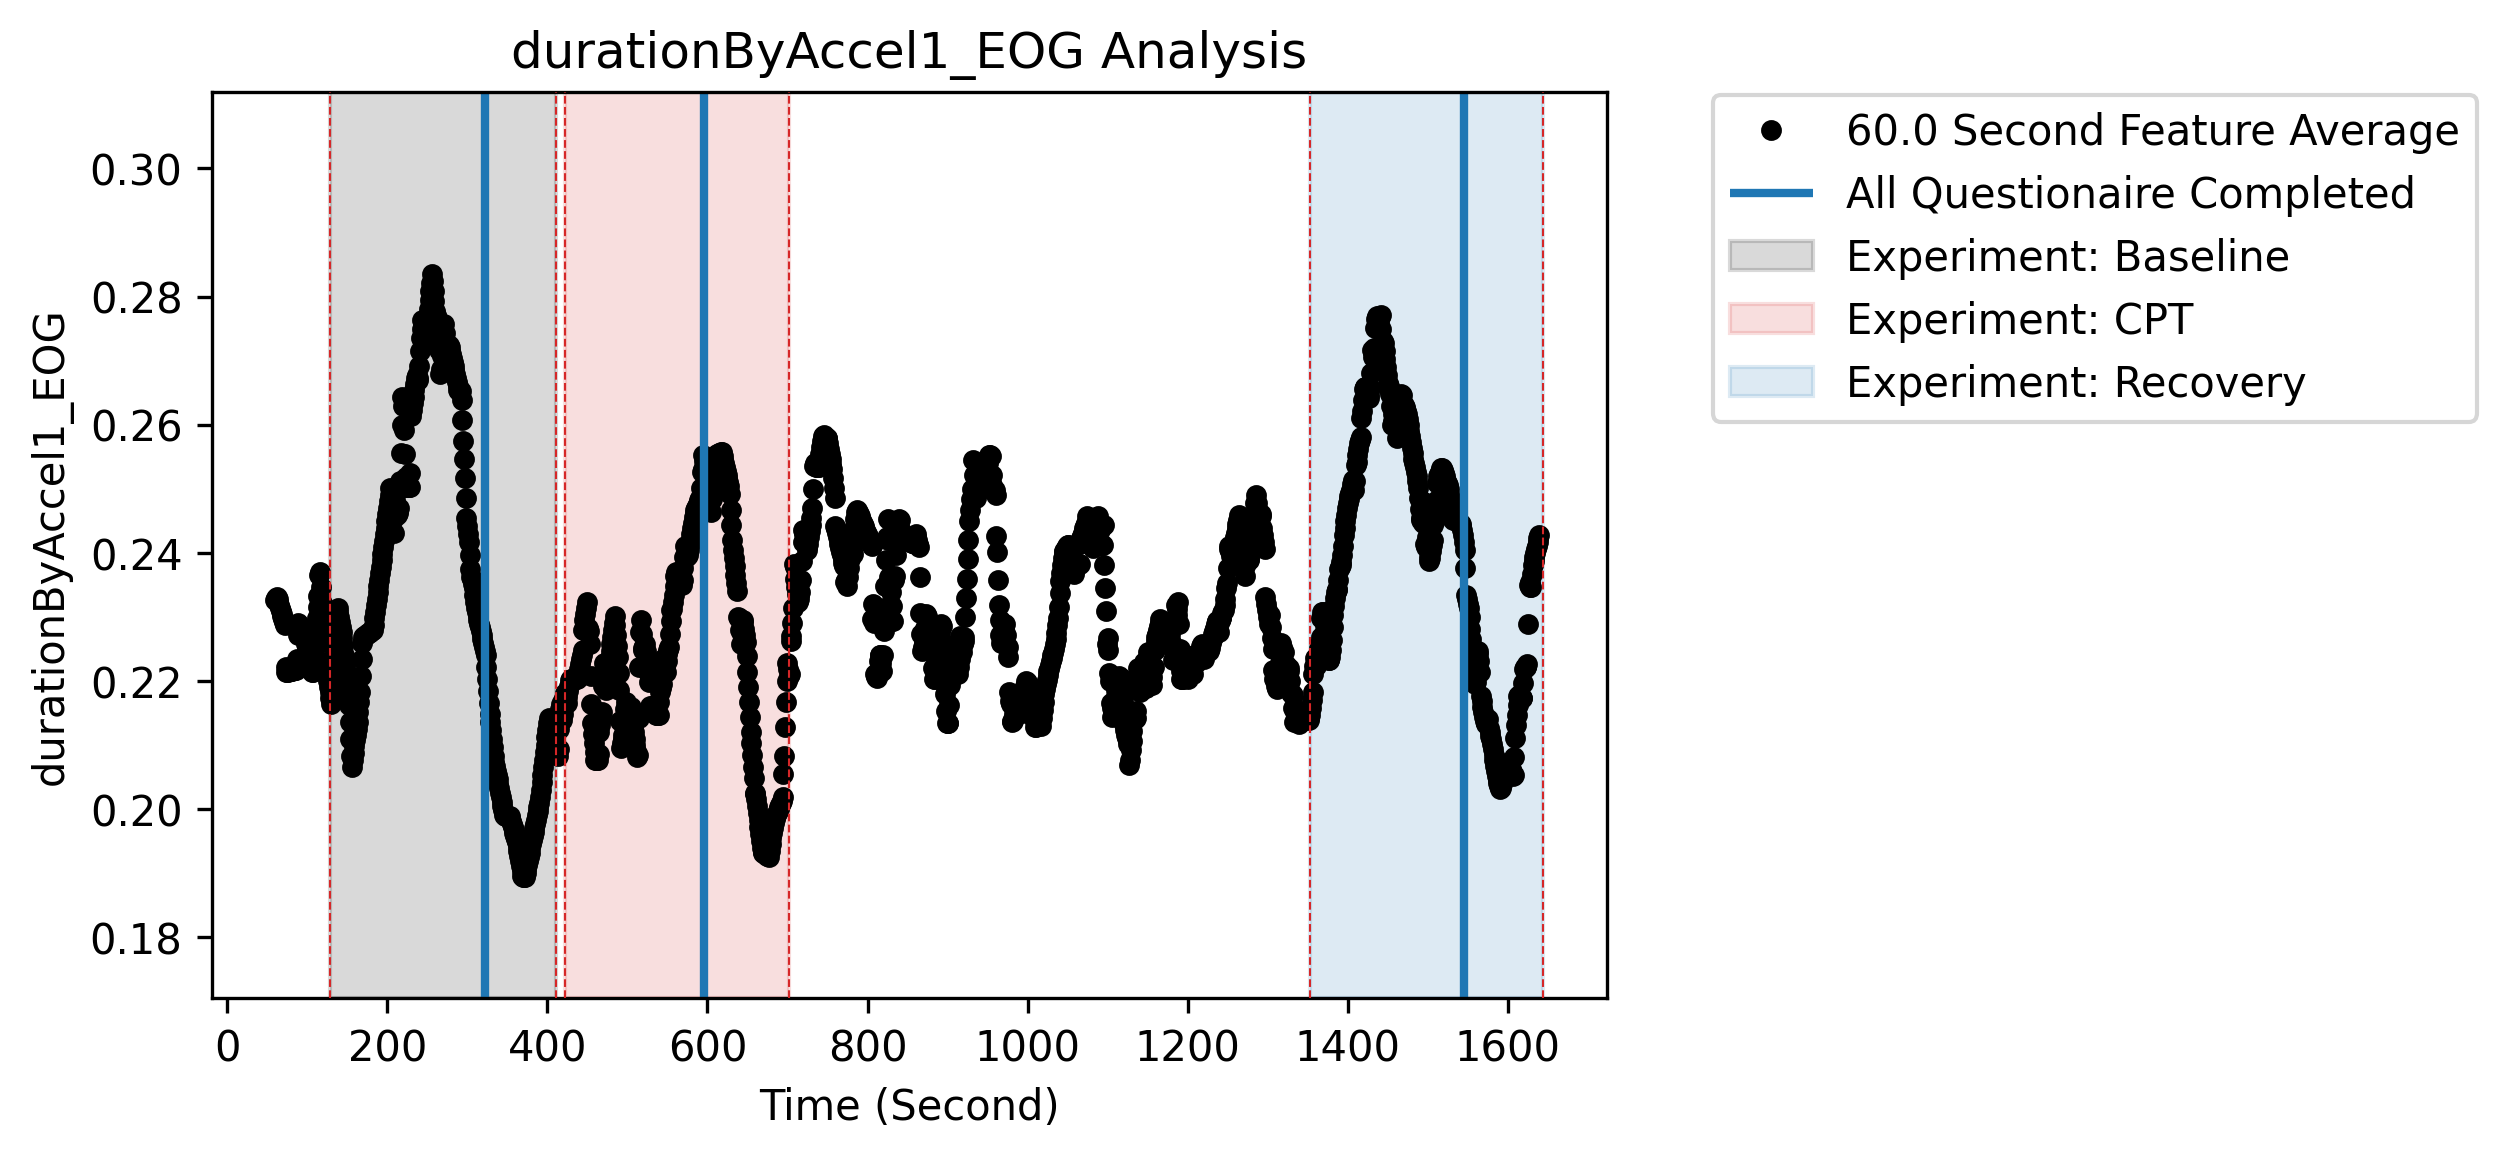 durationByAccel1_EOG Analysis
durationByAccel1_EOG
0.30
0.28
0.26
0.24
0.22
0.20
0.18
0 200 400 600 800 1000 1200 1400 1600
Time (Second)
60.0 Second Feature Average
All Questionaire Completed
Experiment: Baseline
Experiment: CPT
Experiment: Recovery